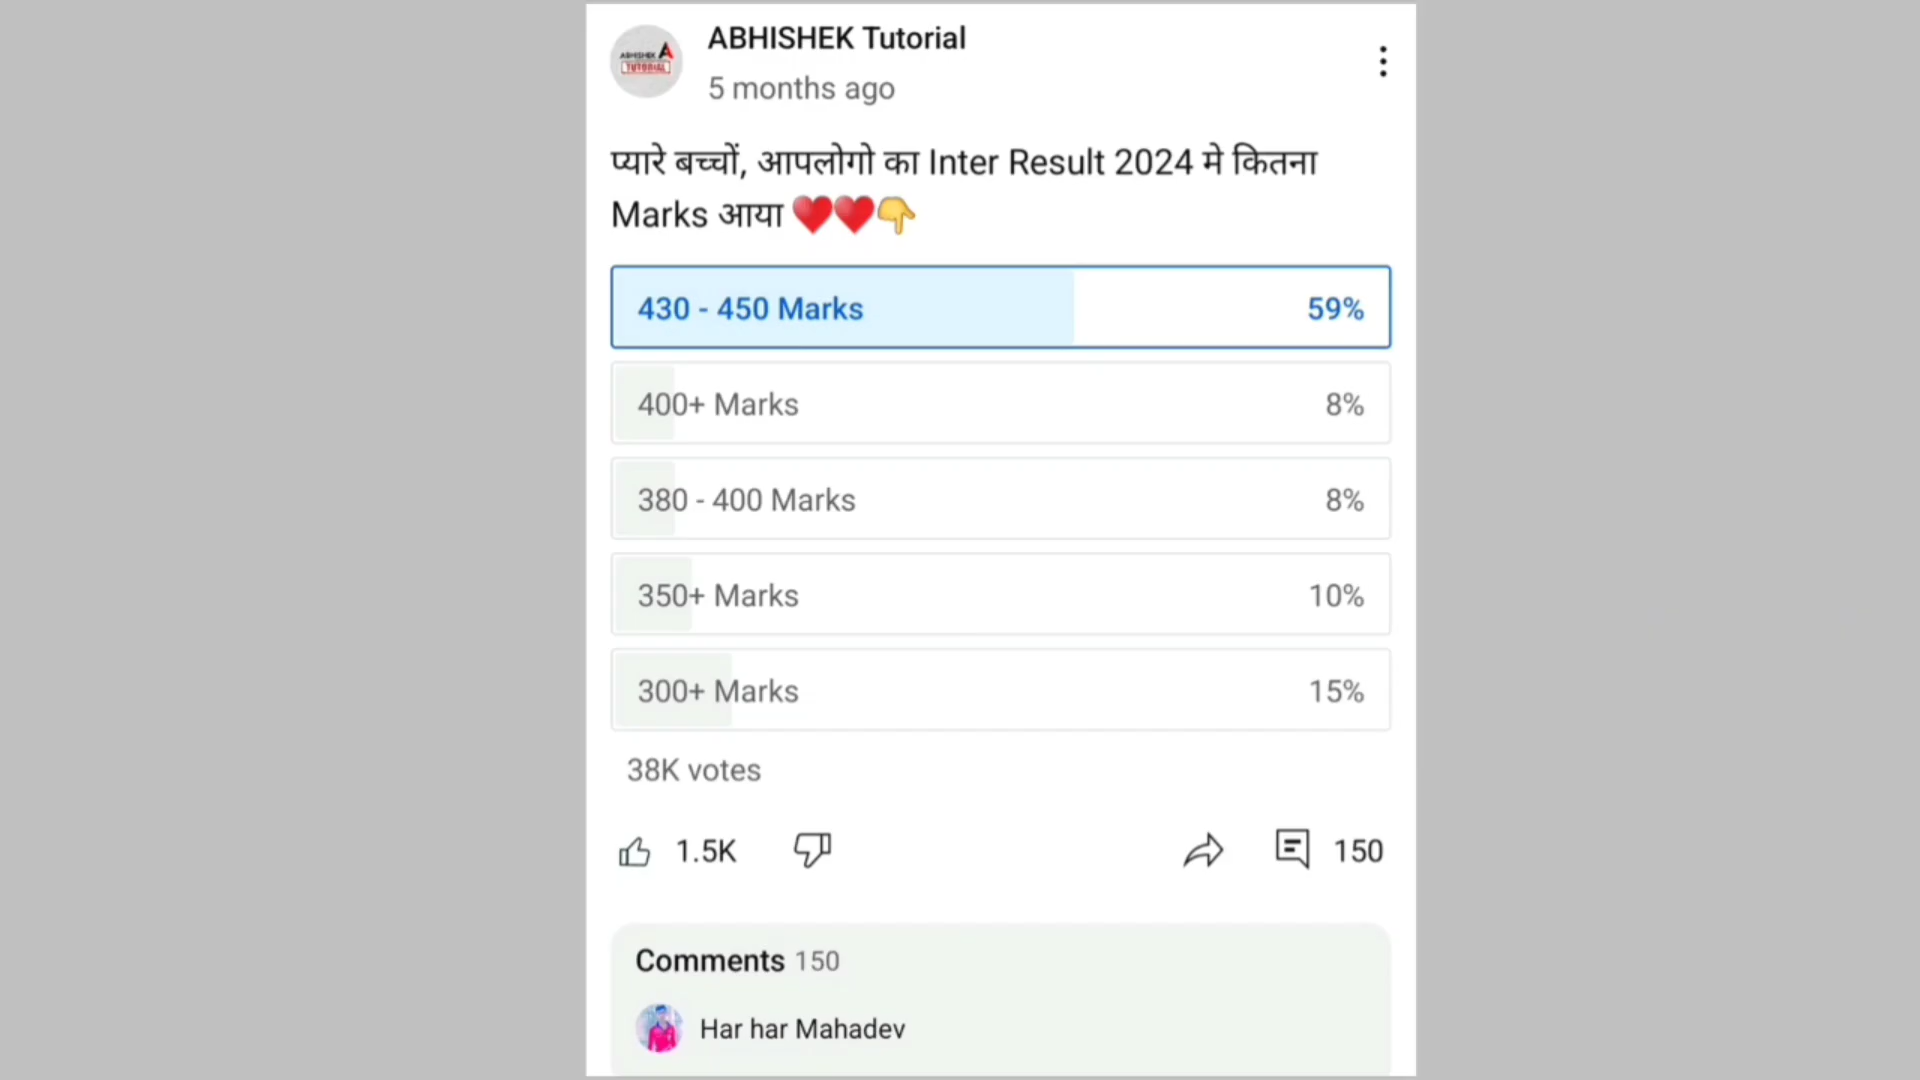 ABHISHEK Tutorial
5 months ago
ABHISHEK A
TUTORIAL
प्यारे बच्चों, आपलोगो का Inter Result 2024 मे कितना
Marks आया ❤️❤️👇
430 - 450 Marks 59%
400+ Marks 8%
380 - 400 Marks 8%
350+ Marks 10%
300+ Marks 15%
38K votes
1.5K 150
Comments 150
Har har Mahadev